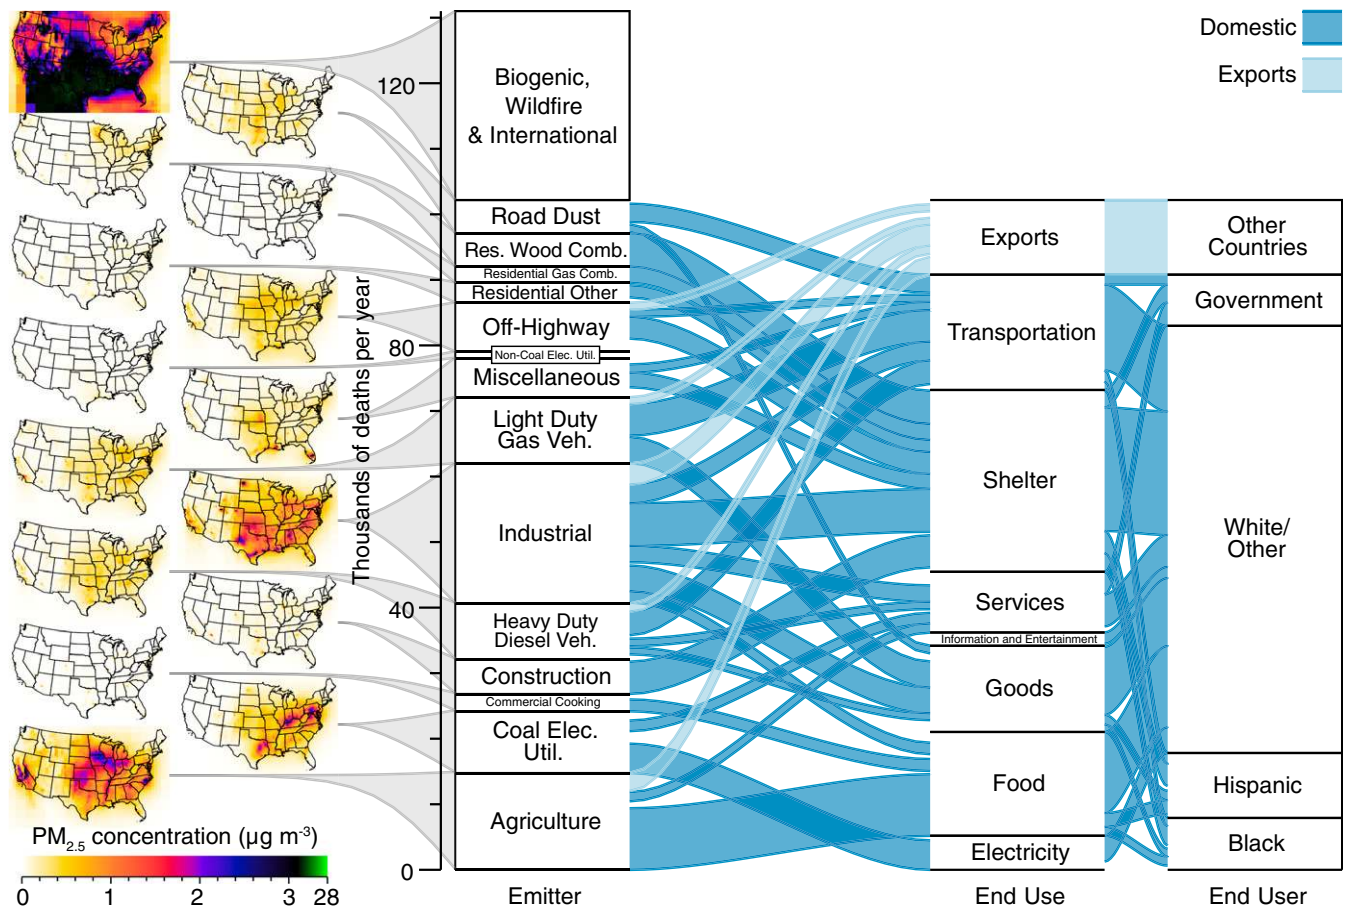 Domestic
Exports
120
80
40
0
Thousands of deaths per year
Biogenic,
Wildfire
& International
Road Dust
Res. Wood Comb.
Residential Gas Comb.
Residential Other
Off-Highway
Non-Coal Elec. Util.
Miscellaneous
Light Duty
Gas Veh.
Industrial
Heavy Duty
Diesel Veh.
Construction
Commercial Cooking
Coal Elec.
Util.
Agriculture
Emitter
Exports
Transportation
Shelter
Services
Information and Entertainment
Goods
Food
Electricity
End Use
Other
Countries
Government
White/
Other
Hispanic
Black
End User
PM2.5 concentration (µg m-3)
0 1 2 3 28